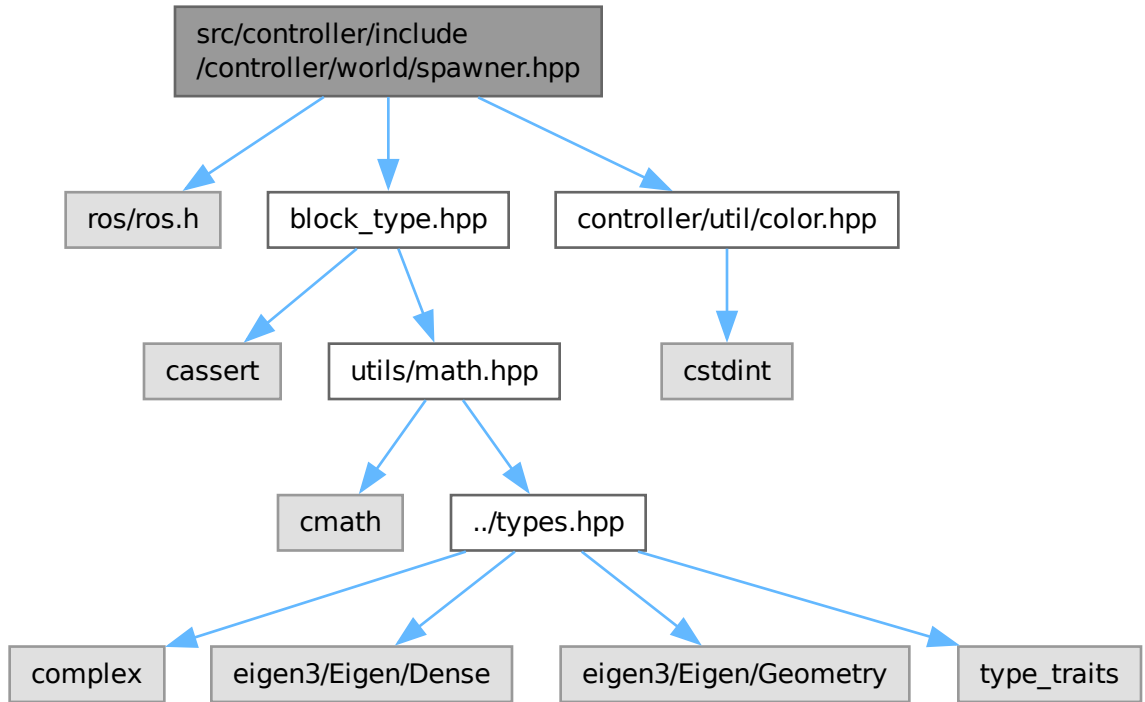 src/controller/include
/controller/world/spawner.hpp
ros/ros.h
block_type.hpp
controller/util/color.hpp
cassert
utils/math.hpp
cstdint
cmath
../types.hpp
complex
eigen3/Eigen/Dense
eigen3/Eigen/Geometry
type_traits